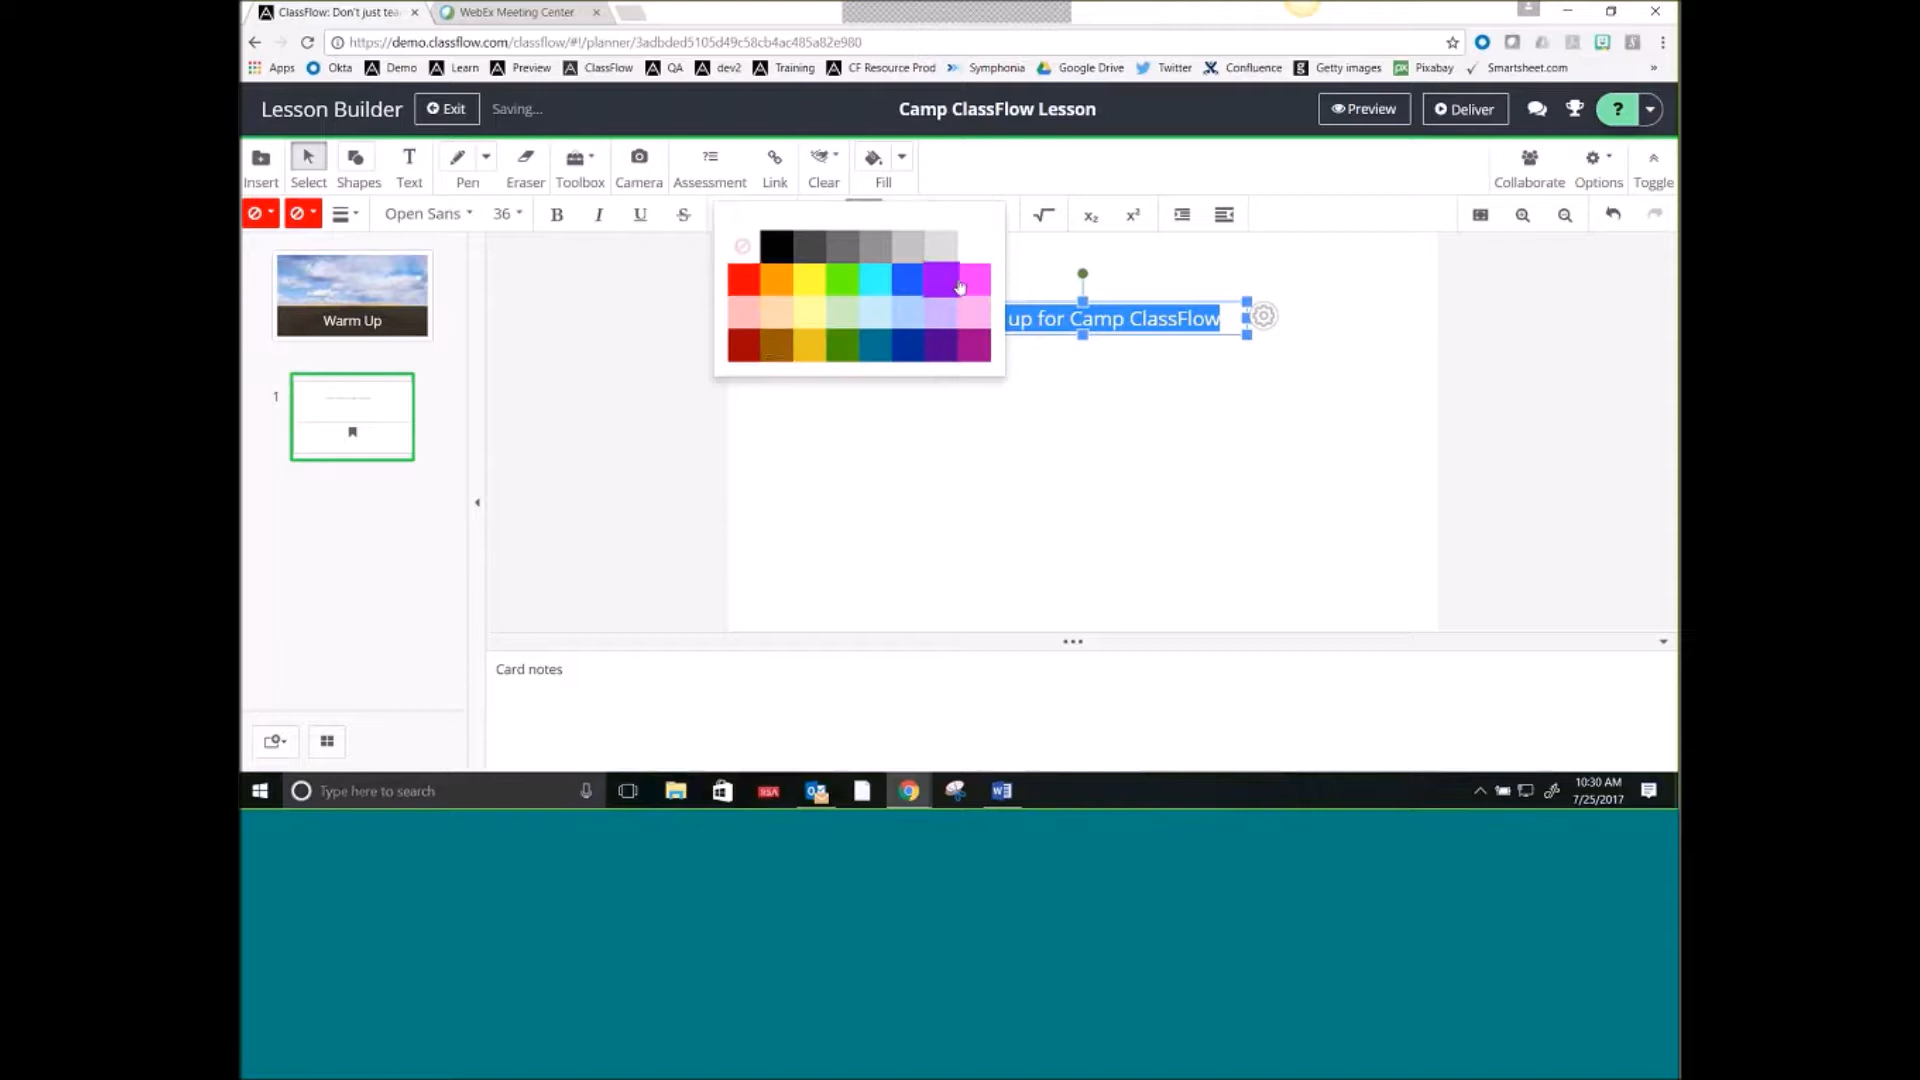 ClassFlow: Don't just tea
WebEx Meeting Center
https://demo.classflow.com/classflow/#!/planner/3adbded5105d49c58cb4ac485a82e980
Apps Okta Demo Learn Preview ClassFlow QA dev2 Training CF Resource Prod Symphonia Google Drive Twitter Confluence Getty images Pixabay Smartsheet.com »
Lesson Builder Exit Saving... Camp ClassFlow Lesson Preview Deliver ?
Insert Select Shapes Text Pen Eraser Toolbox Camera Assessment Link Clear Fill Collaborate Options Toggle
Open Sans 36 B I U S √ x₂ x²
Warm Up
up for Camp ClassFlow
1
Card notes
Type here to search
10:30 AM
7/25/2017